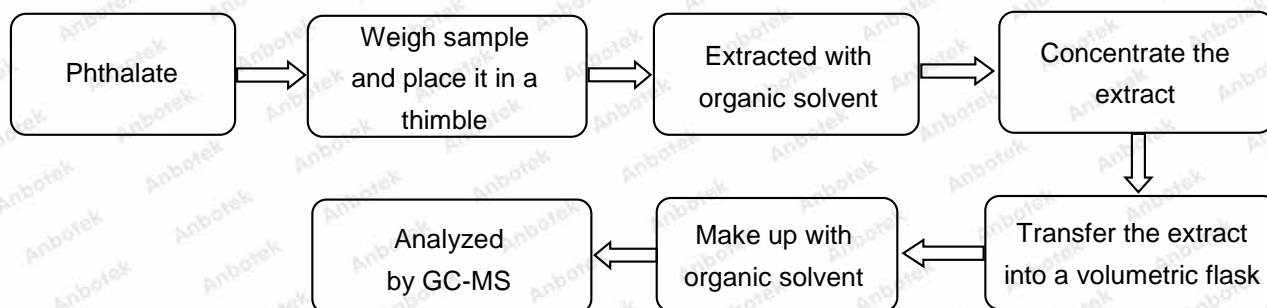 Phthalate
Weigh sample
and place it in a
thimble
Extracted with
organic solvent
Concentrate the
extract
Transfer the extract
into a volumetric flask
Make up with
organic solvent
Analyzed
by GC-MS
Anbotek